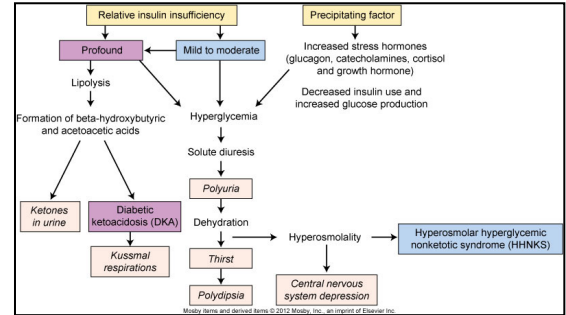 Relative insulin insufficiency
Precipitating factor
Profound
Mild to moderate
Increased stress hormones
(glucagon, catecholamines, cortisol
and growth hormone)
Lipolysis
Decreased insulin use and
increased glucose production
Formation of beta-hydroxybutyric
and acetoacetic acids
Hyperglycemia
Solute diuresis
Polyuria
Ketones
in urine
Diabetic
ketoacidosis (DKA)
Dehydration
Hyperosmolality
Hyperosmolar hyperglycemic
nonketotic syndrome (HHNKS)
Kussmal
respirations
Thirst
Polydipsia
Central nervous
system depression
Mosby items and derived items © 2012 Mosby, Inc., an imprint of Elsevier Inc.